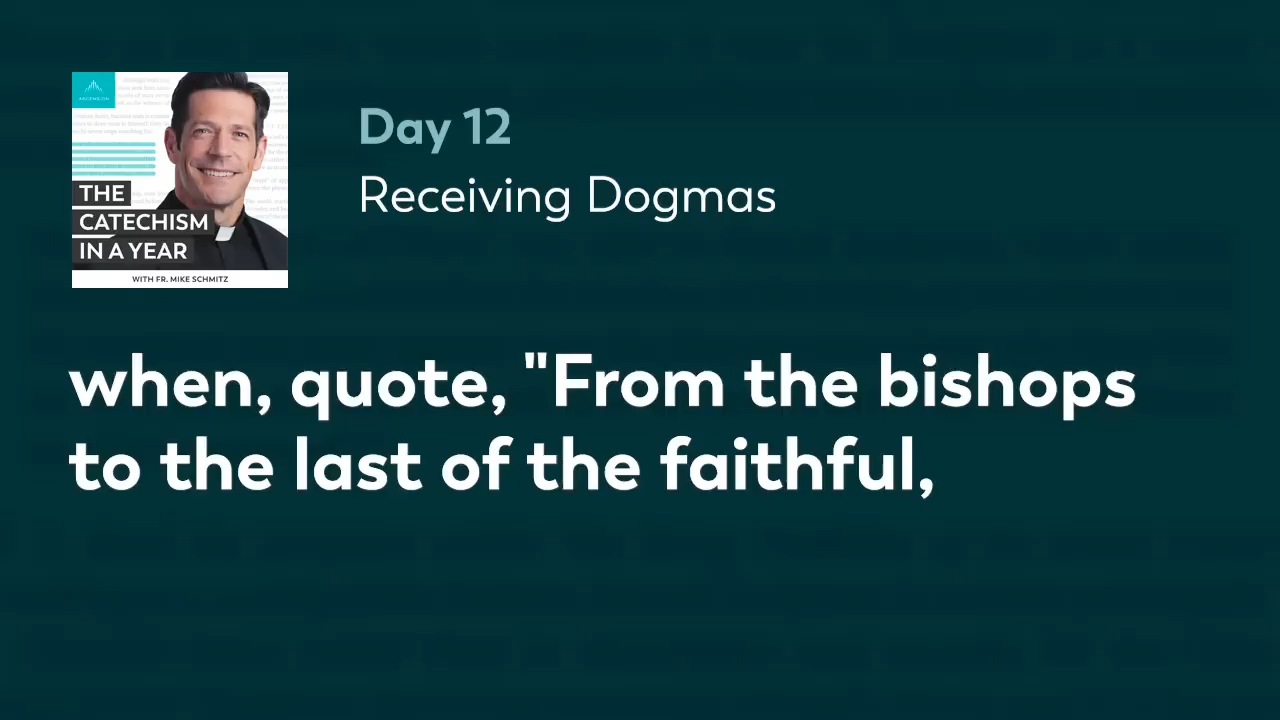 ASCENSION
THE
CATECHISM
IN A YEAR
WITH FR. MIKE SCHMITZ
Day 12
Receiving Dogmas
when, quote, "From the bishops
to the last of the faithful,